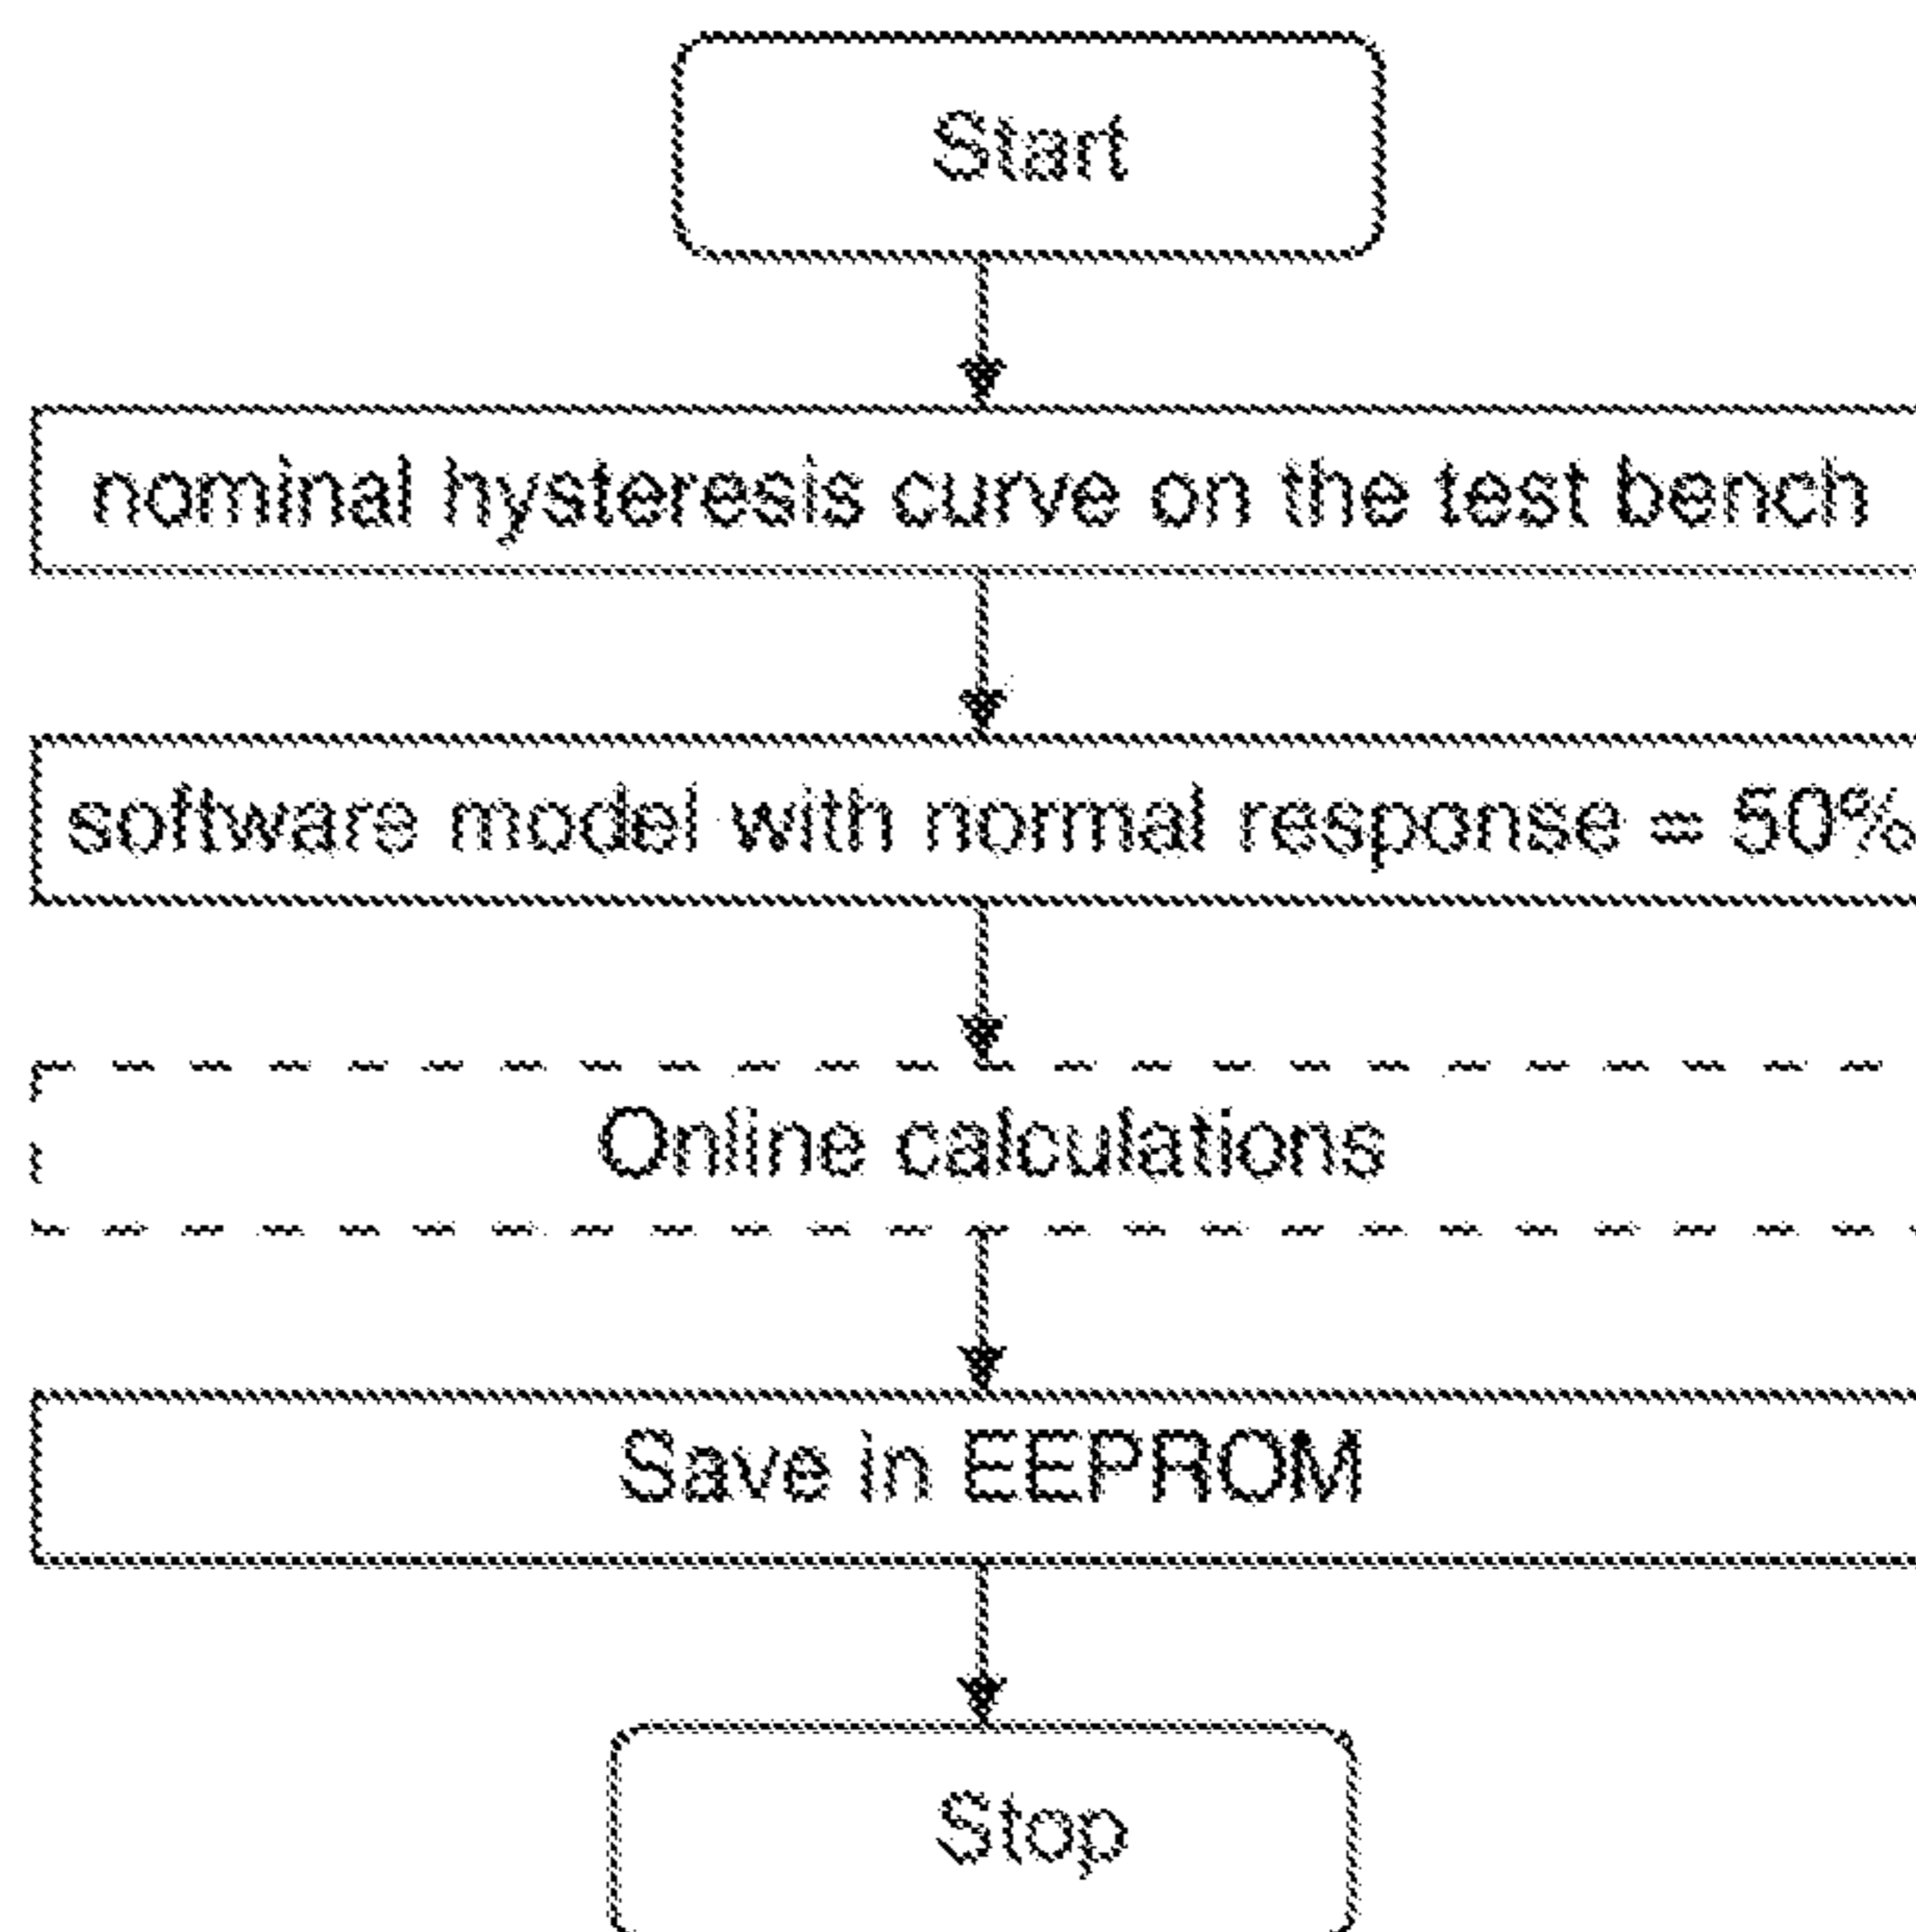 Start
nominal hysteresis curve on the test bench
software model with normal response = 50%
Online calculations
Save in EEPROM
Stop